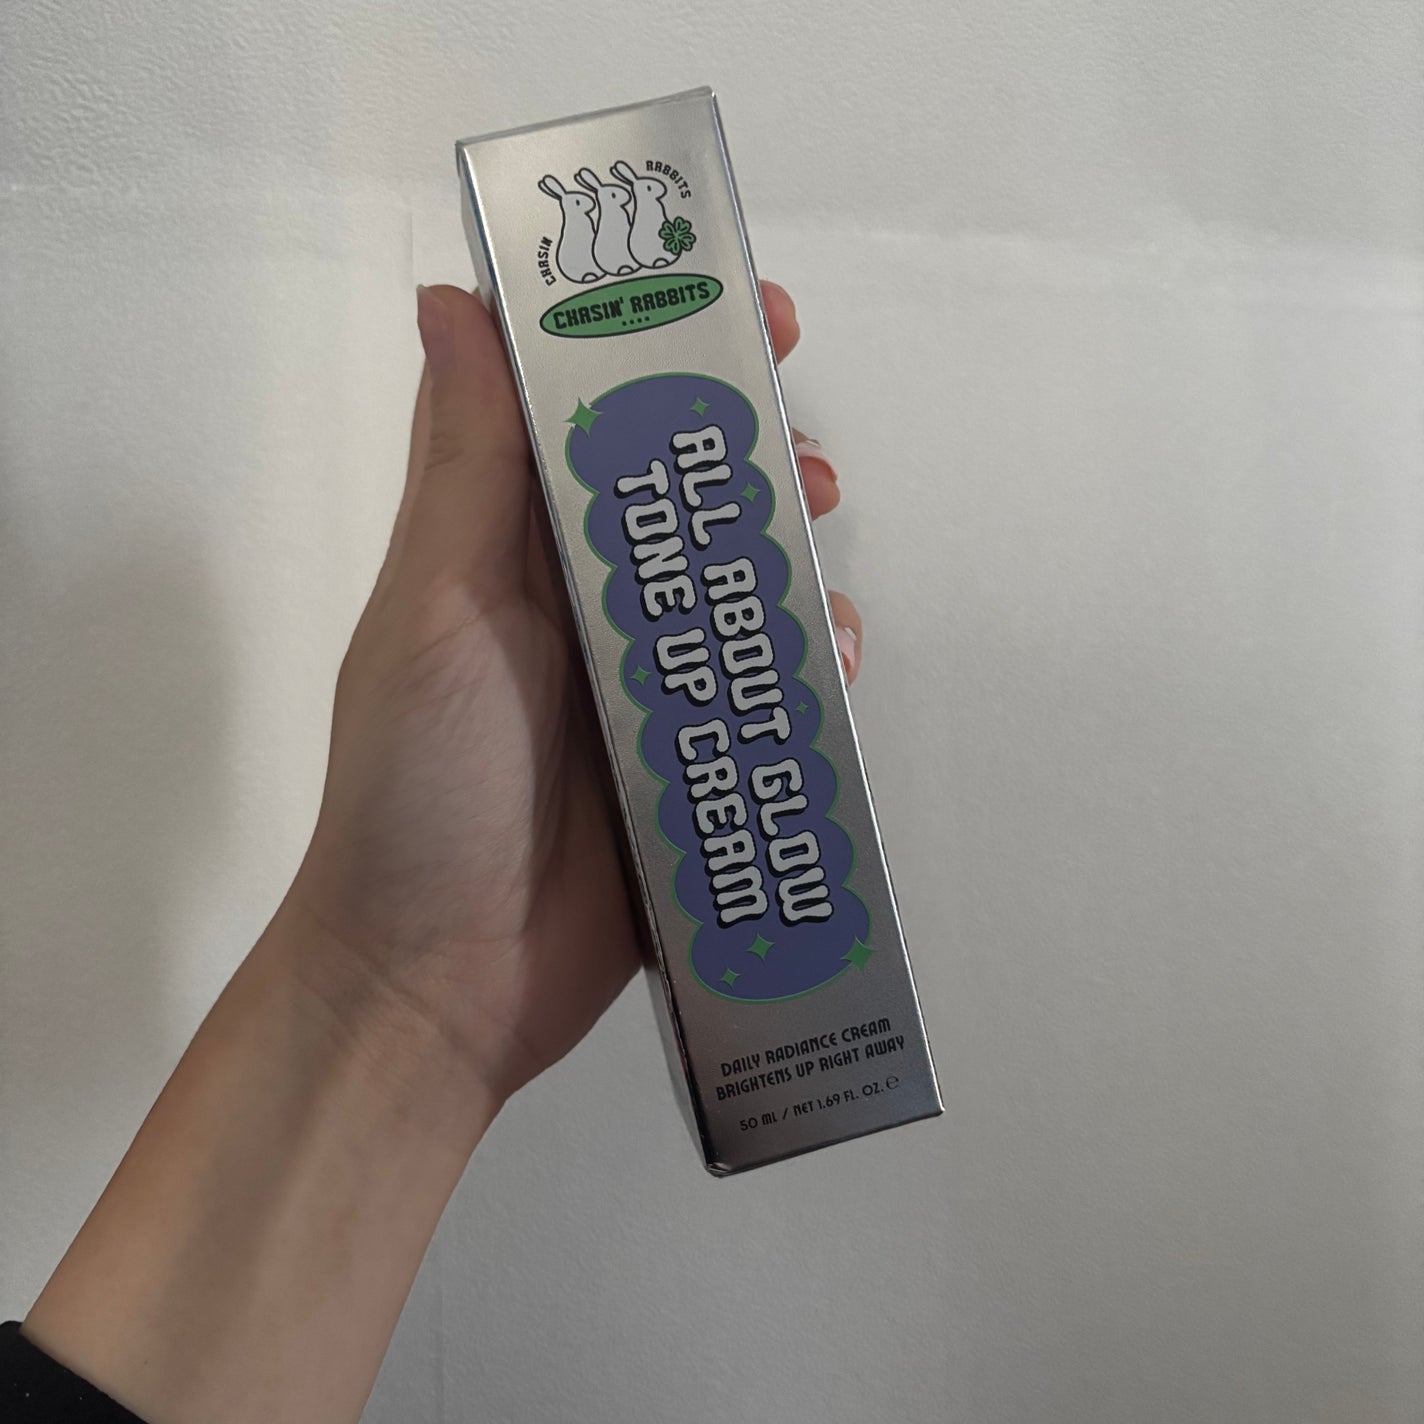 CHASIN RABBITS
CHASIN' RABBITS
ALL ABOUT GLOW
TONE UP CREAM
DAILY RADIANCE CREAM
BRIGHTENS UP RIGHT AWAY
50 ML / NET 1.69 FL. OZ. ℮